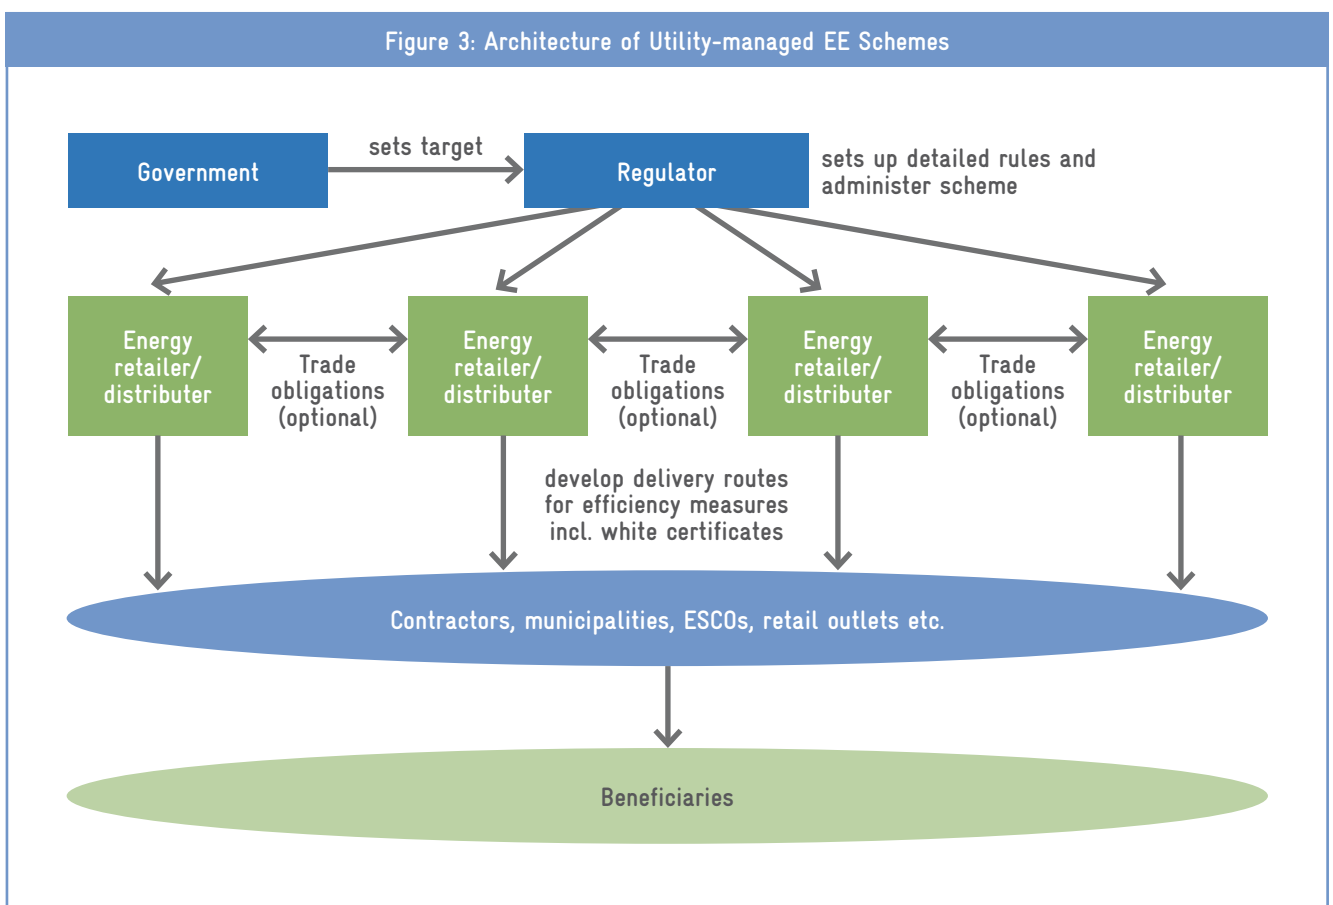 Figure 3: Architecture of Utility-managed EE Schemes
Government
sets target
Regulator
sets up detailed rules and
administer scheme
Energy
retailer/
distributer
Trade
obligations
(optional)
Energy
retailer/
distributer
Trade
obligations
(optional)
Energy
retailer/
distributer
Trade
obligations
(optional)
Energy
retailer/
distributer
develop delivery routes
for efficiency measures
incl. white certificates
Contractors, municipalities, ESCOs, retail outlets etc.
Beneficiaries